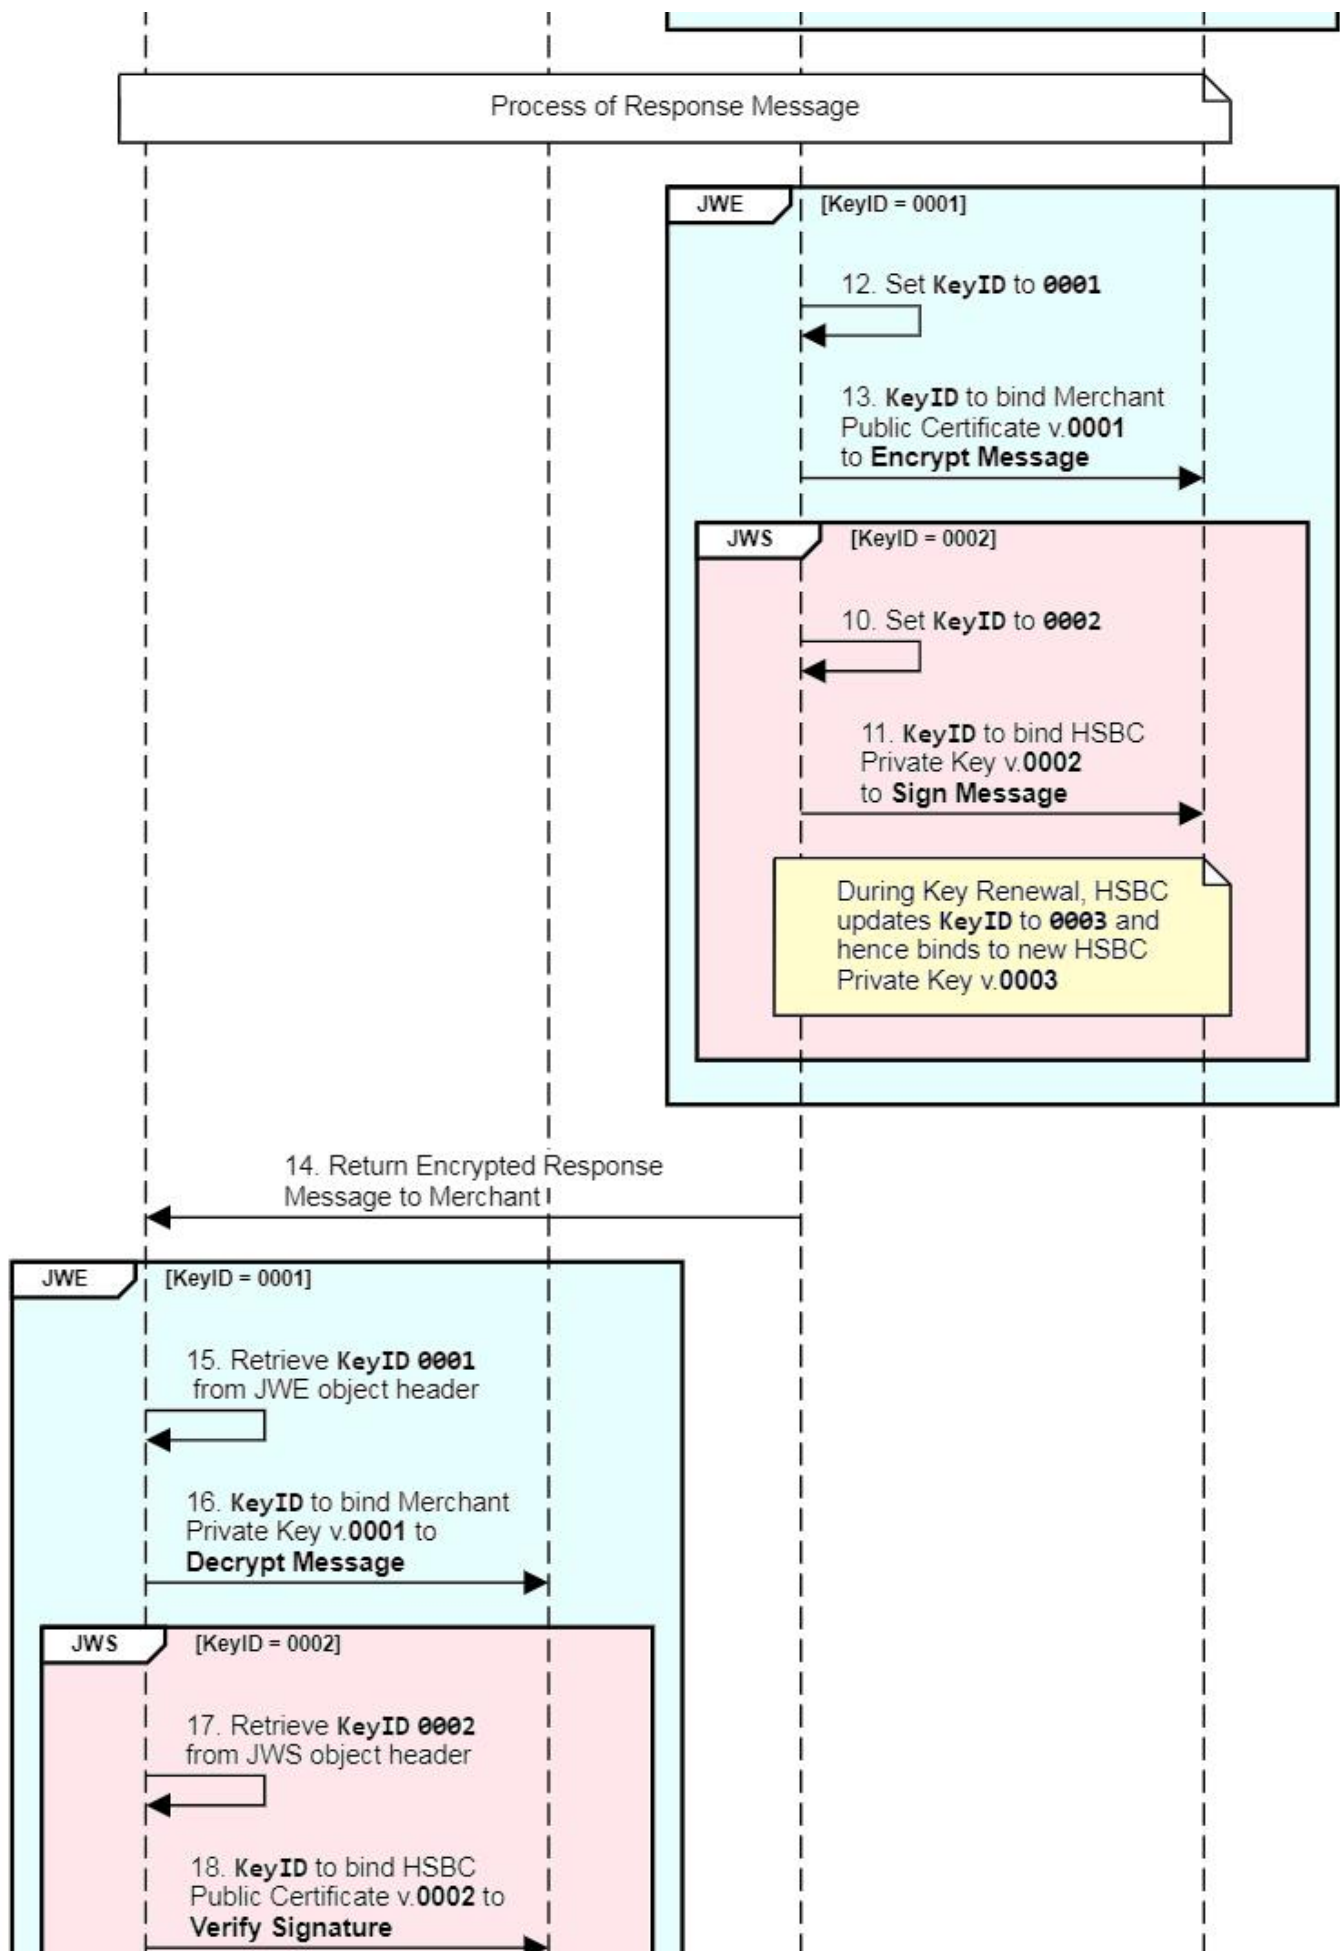 Process of Response Message
JWE
[KeyID = 0001]
12. Set KeyID to 0001
13. KeyID to bind Merchant
Public Certificate v.0001
to Encrypt Message
JWS
[KeyID = 0002]
10. Set KeyID to 0002
11. KeyID to bind HSBC
Private Key v.0002
to Sign Message
During Key Renewal, HSBC
updates KeyID to 0003 and
hence binds to new HSBC
Private Key v.0003
14. Return Encrypted Response
Message to Merchant
JWE
[KeyID = 0001]
15. Retrieve KeyID 0001
from JWE object header
16. KeyID to bind Merchant
Private Key v.0001 to
Decrypt Message
JWS
[KeyID = 0002]
17. Retrieve KeyID 0002
from JWS object header
18. KeyID to bind HSBC
Public Certificate v.0002 to
Verify Signature